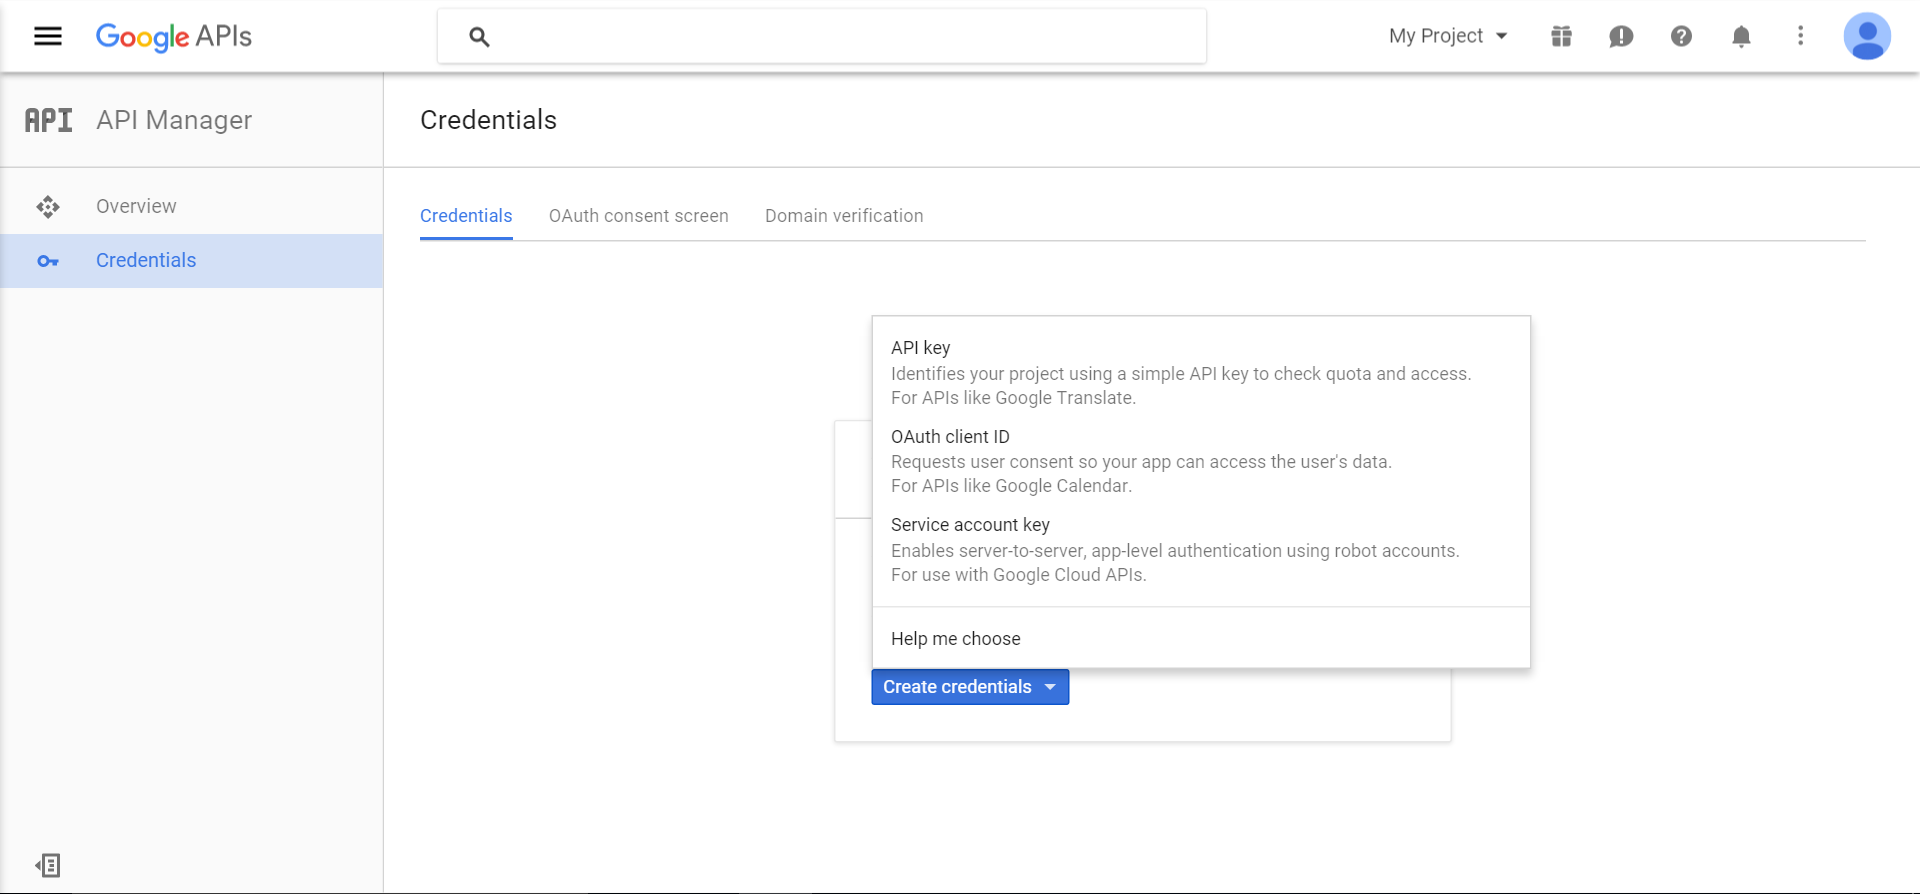 Google APIs
My Project
API API Manager
Credentials
Overview
Credentials
Credentials OAuth consent screen Domain verification
API key
Identifies your project using a simple API key to check quota and access.
For APIs like Google Translate.
OAuth client ID
Requests user consent so your app can access the user's data.
For APIs like Google Calendar.
Service account key
Enables server-to-server, app-level authentication using robot accounts.
For use with Google Cloud APIs.
Help me choose
Create credentials